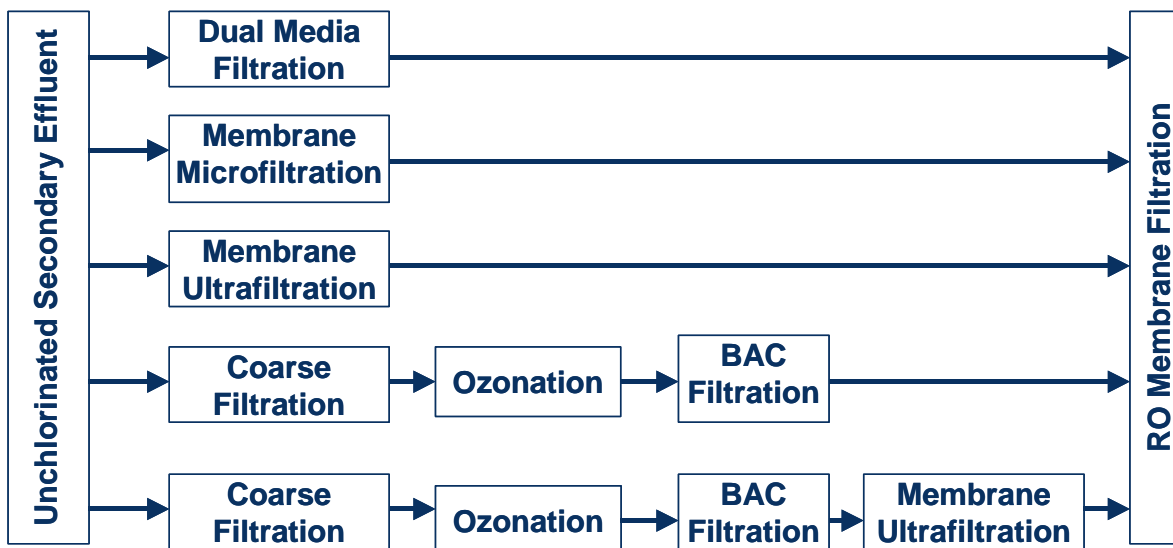 Unchlorinated Secondary Effluent
Dual Media
Filtration
Membrane
Microfiltration
Membrane
Ultrafiltration
Coarse
Filtration
Ozonation
BAC
Filtration
Coarse
Filtration
Ozonation
BAC
Filtration
Membrane
Ultrafiltration
RO Membrane Filtration